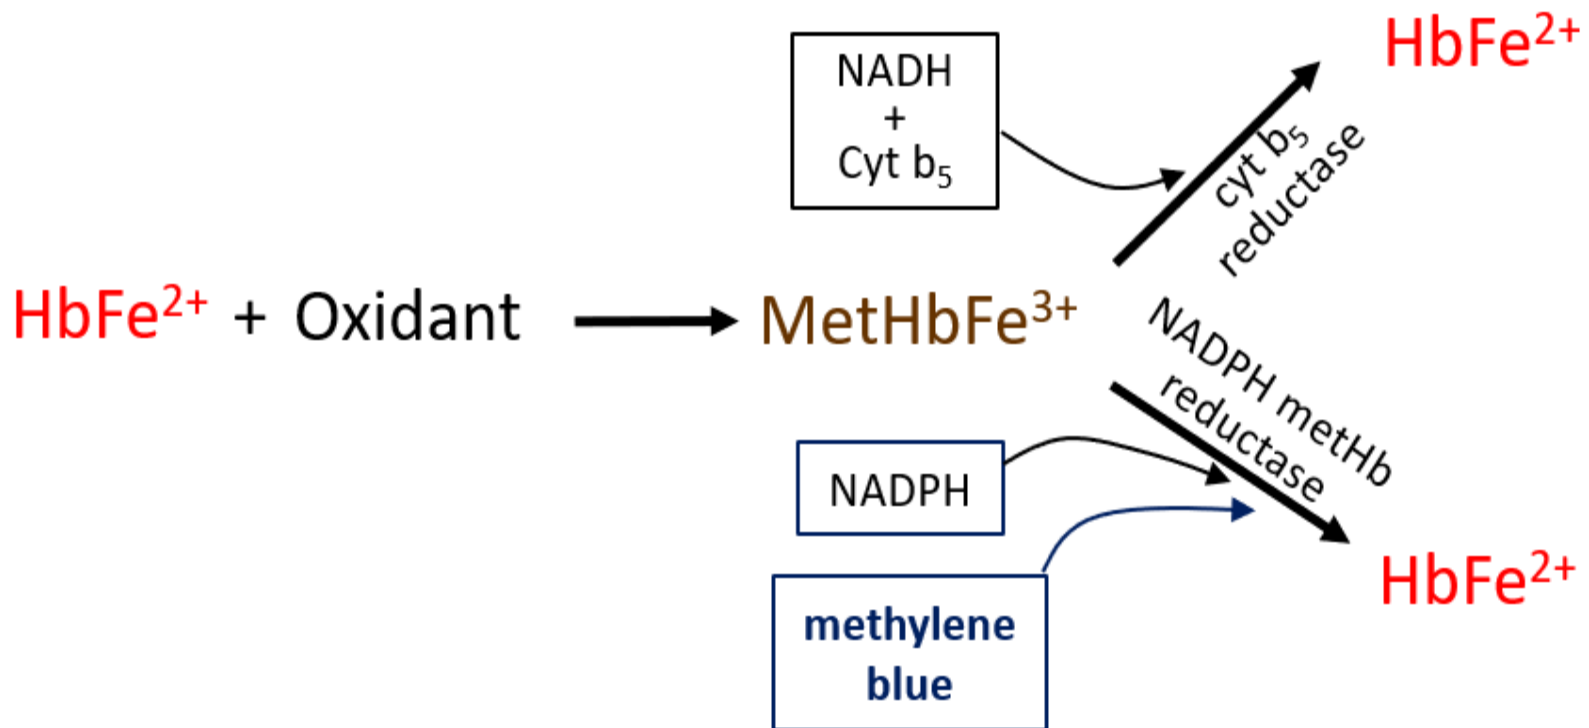 HbFe²⁺ + Oxidant
MetHbFe³⁺
NADH
+
Cyt b₅
cyt b₅
reductase
HbFe²⁺
NADPH metHb
reductase
NADPH
methylene
blue
HbFe²⁺